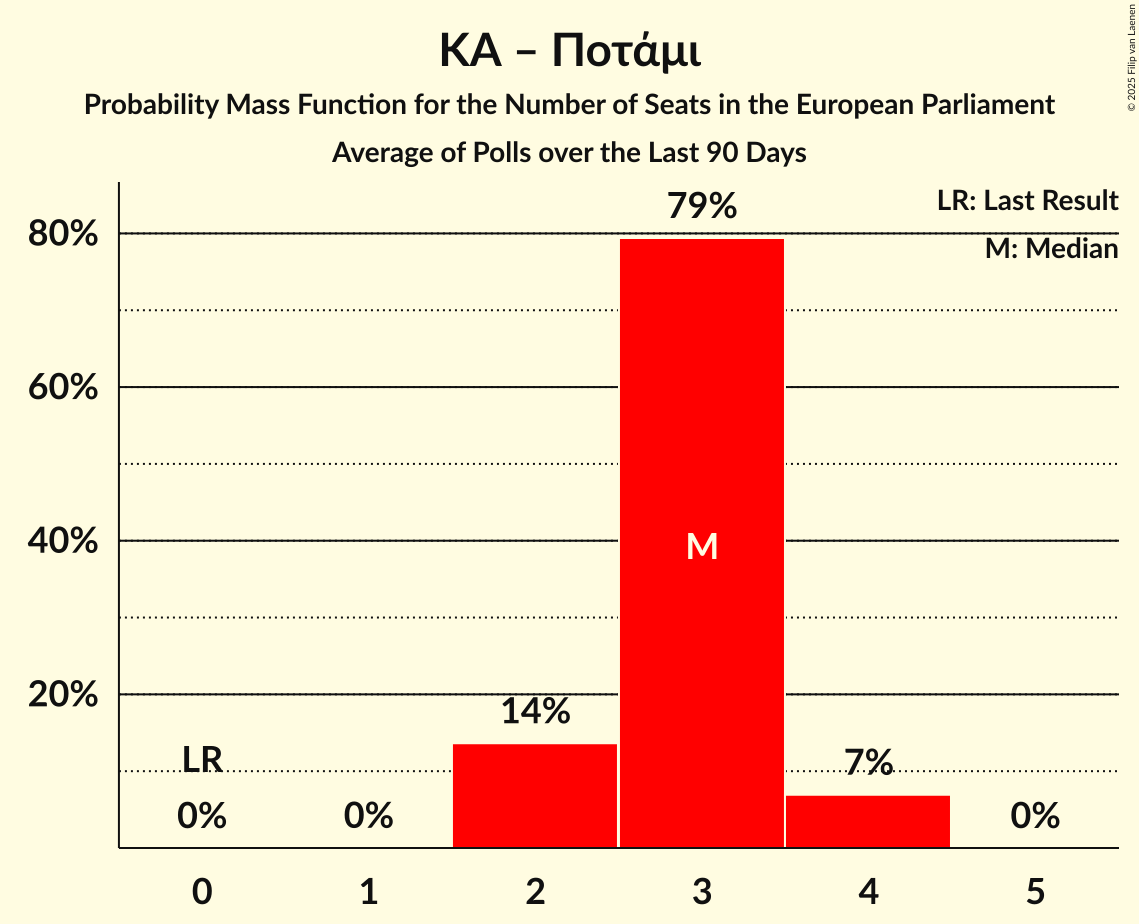 ΚΑ – Ποτάμι
Probability Mass Function for the Number of Seats in the European Parliament
Average of Polls over the Last 90 Days
© 2025 Filip van Laenen
LR: Last Result
M: Median
80%
60%
40%
20%
79%
M
14%
7%
LR
0%
0%
0%
0
1
2
3
4
5